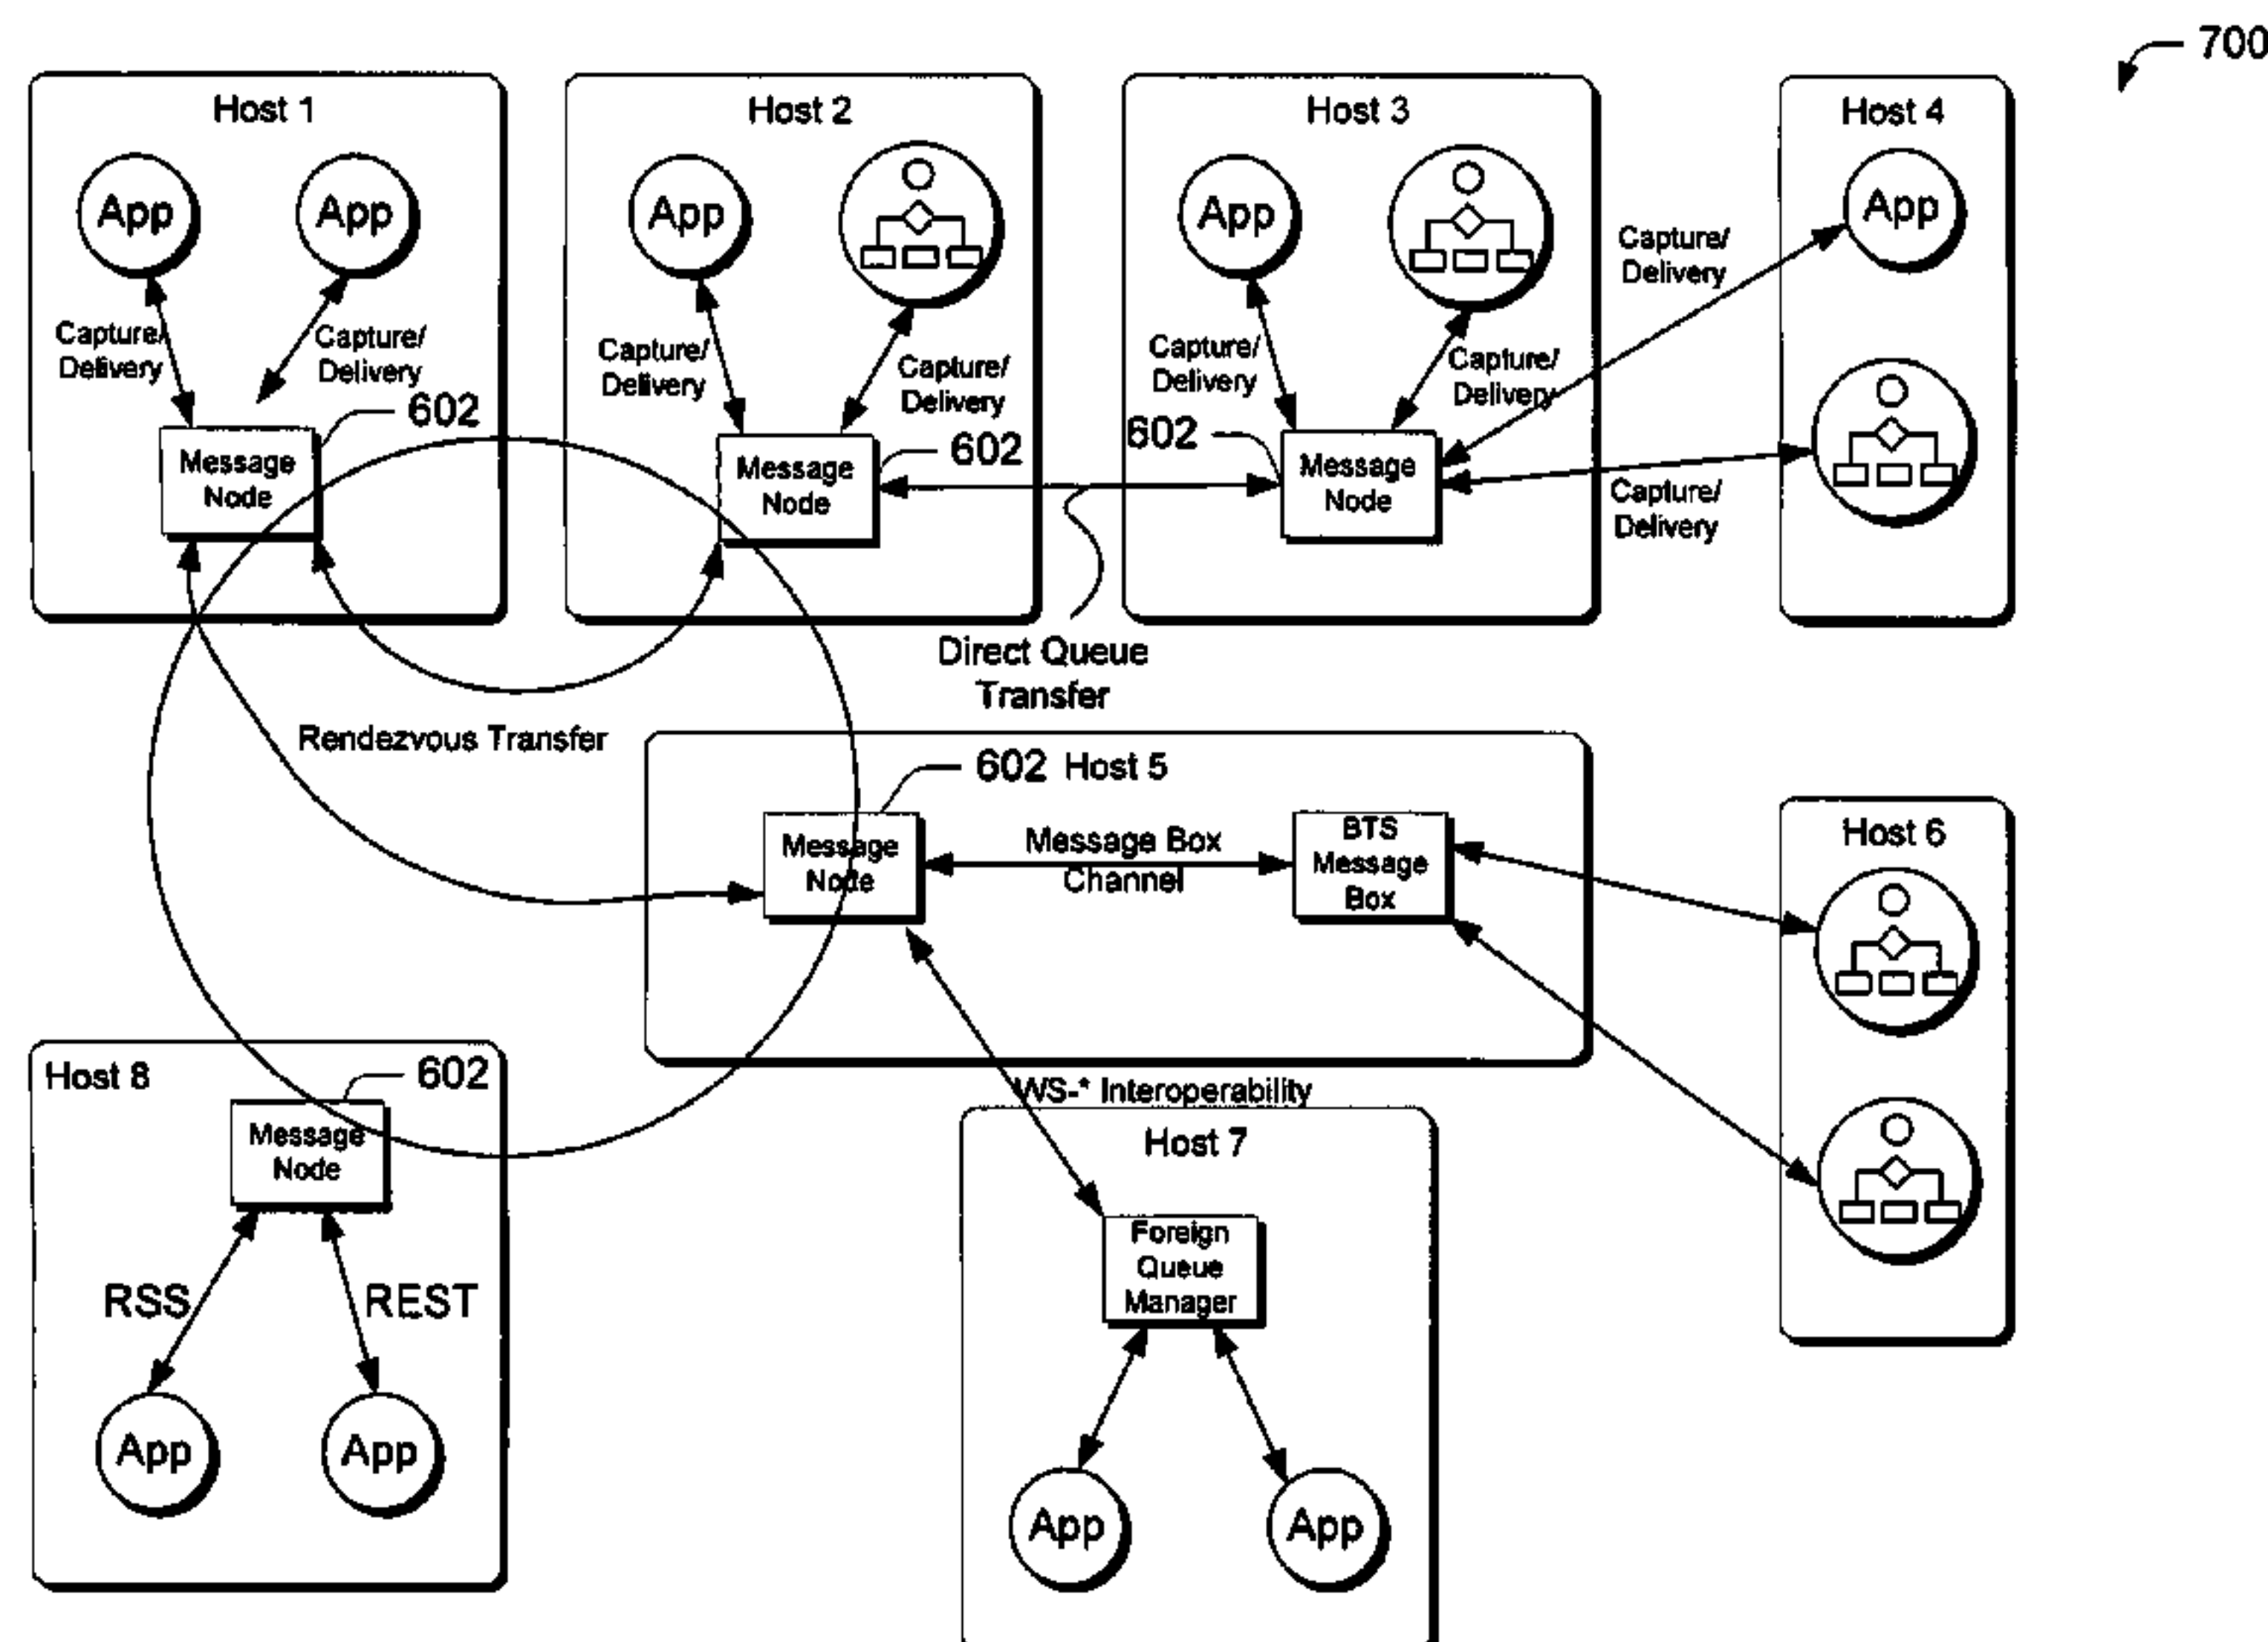 700
Host 1
App
App
Capture/
Delivery
Capture/
Delivery
602
Message
Node
Host 2
App
Capture/
Delivery
Capture/
Delivery
602
Message
Node
Host 3
App
Capture/
Delivery
Capture/
Delivery
602
Message
Node
Host 4
App
Capture/
Delivery
Capture/
Delivery
Direct Queue
Transfer
Rendezvous Transfer
602 Host 5
Message
Node
Message Box
Channel
BTS
Message
Box
Host 6
WS-* Interoperability
Host 7
Foreign
Queue
Manager
App
App
Host 8
602
Message
Node
RSS
REST
App
App